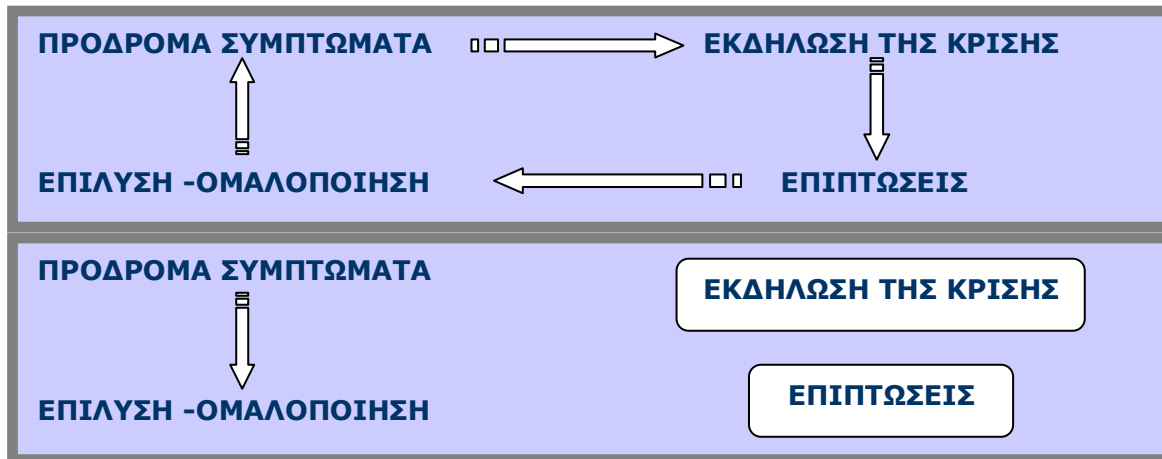 ΠΡΟΔΡΟΜΑ ΣΥΜΠΤΩΜΑΤΑ
ΕΚΔΗΛΩΣΗ ΤΗΣ ΚΡΙΣΗΣ
ΕΠΙΛΥΣΗ -ΟΜΑΛΟΠΟΙΗΣΗ
ΕΠΙΠΤΩΣΕΙΣ
ΠΡΟΔΡΟΜΑ ΣΥΜΠΤΩΜΑΤΑ
ΕΚΔΗΛΩΣΗ ΤΗΣ ΚΡΙΣΗΣ
ΕΠΙΛΥΣΗ -ΟΜΑΛΟΠΟΙΗΣΗ
ΕΠΙΠΤΩΣΕΙΣ